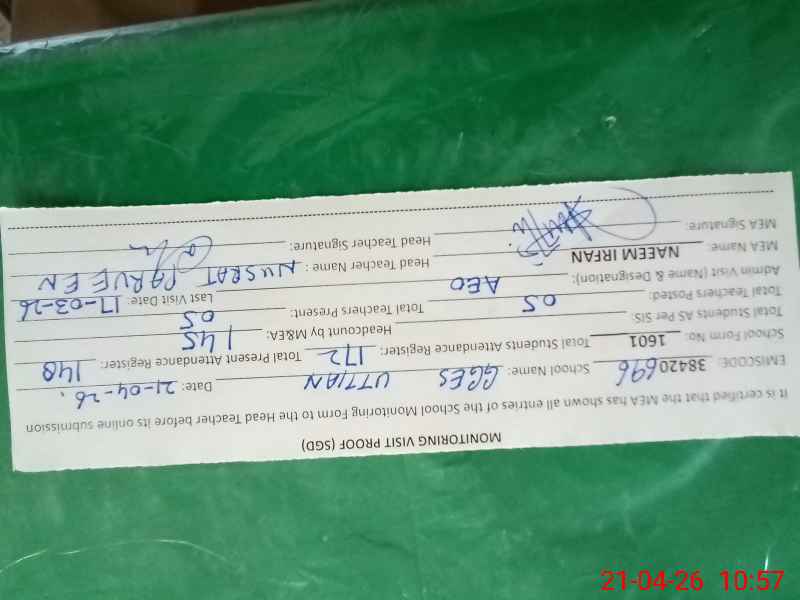 MONITORING VISIT PROOF (SGD)
It is certified that the MEA has shown all entries of the School Monitoring Form to the Head Teacher before its online submission
EMISCODE: 38420696 School Name: GGES UTTIAN Date: 21-04-26
School Form No: 1601 Total Students Attendance Register: 172 Total Present Attendance Register: 148
Total Students AS Per SIS: Headcount by M&EA: 145
Total Teachers Posted: 05 Total Teachers Present: 05
Admin Visit (Name & Designation): AEO Last Visit Date: 17-03-26
MEA Name: NAEEM IRFAN Head Teacher Name: NUSRAT PARVEEN
MEA Signature: Head Teacher Signature:
21-04-26 10:57